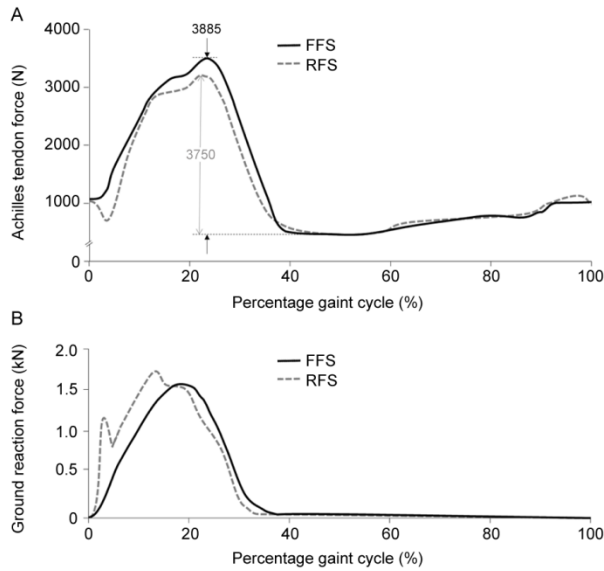 A
4000
3000
2000
1000
0
Achilles tendon force (N)
3885
3750
FFS
RFS
0
20
40
60
80
100
Percentage gaint cycle (%)
B
2.0
1.5
1.0
0.5
0
Ground reaction force (kN)
FFS
RFS
0
20
40
60
80
100
Percentage gaint cycle (%)